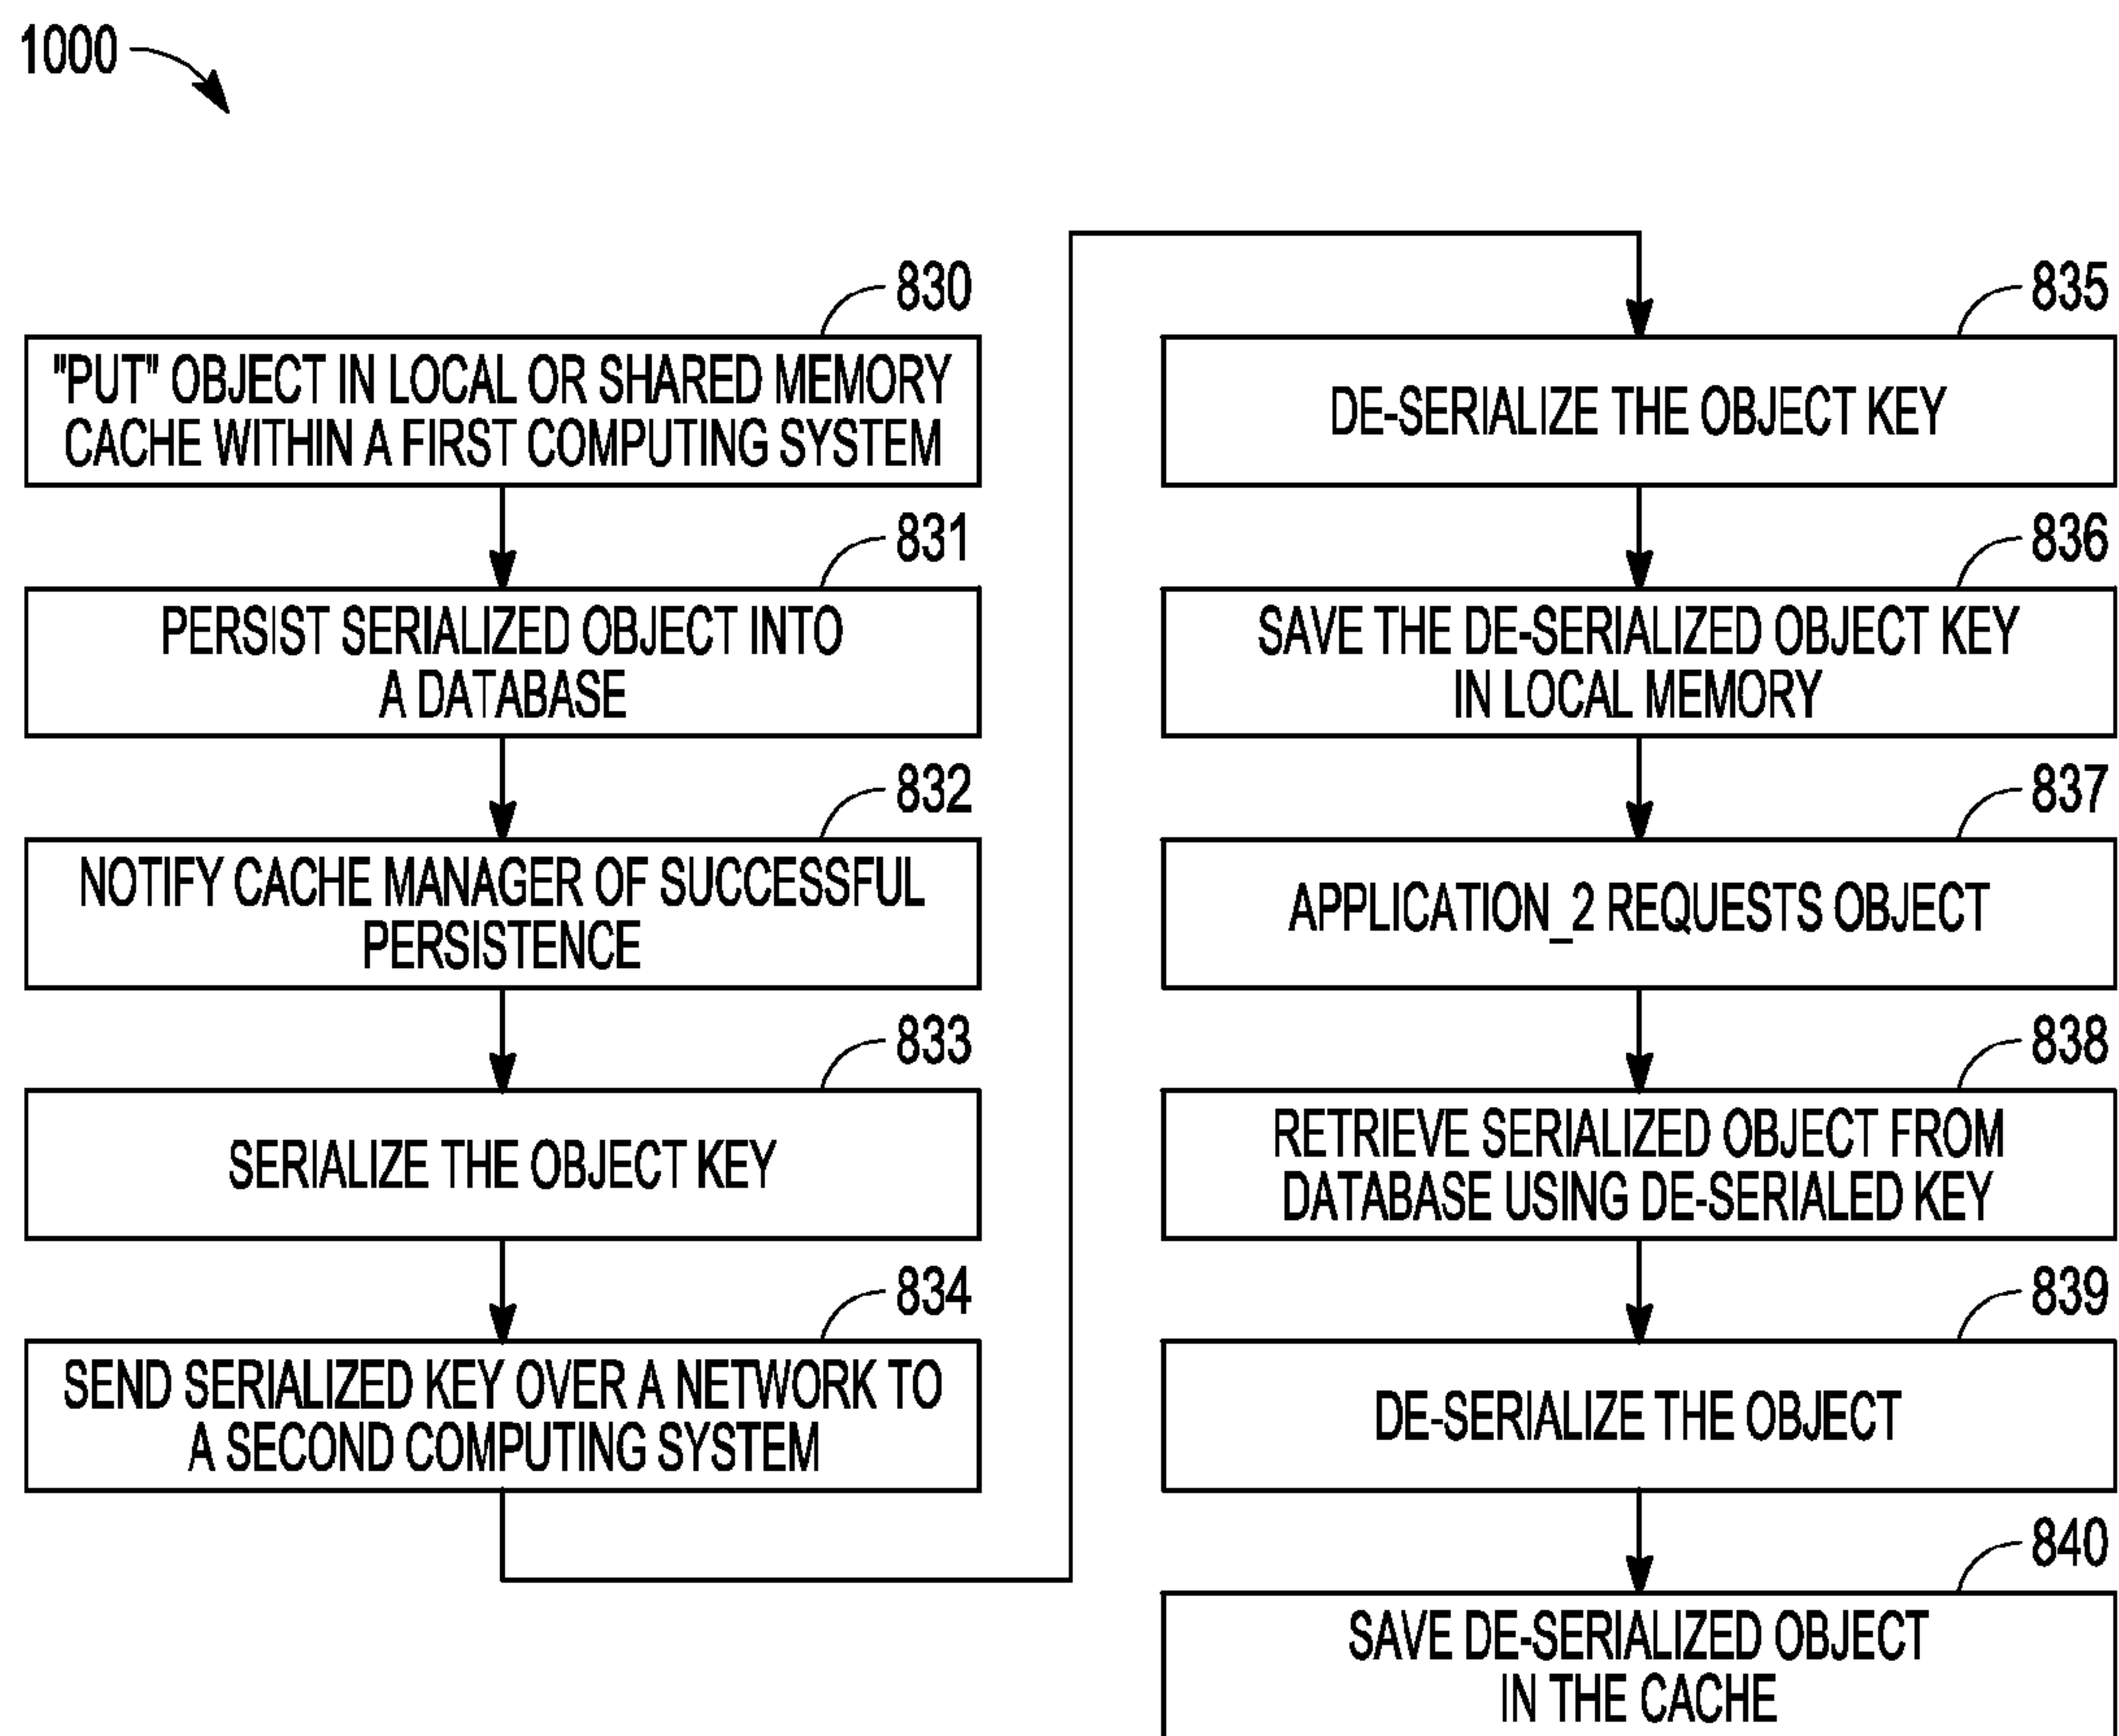 1000
830
"PUT" OBJECT IN LOCAL OR SHARED MEMORY
CACHE WITHIN A FIRST COMPUTING SYSTEM
831
PERSIST SERIALIZED OBJECT INTO
A DATABASE
832
NOTIFY CACHE MANAGER OF SUCCESSFUL
PERSISTENCE
833
SERIALIZE THE OBJECT KEY
834
SEND SERIALIZED KEY OVER A NETWORK TO
A SECOND COMPUTING SYSTEM
835
DE-SERIALIZE THE OBJECT KEY
836
SAVE THE DE-SERIALIZED OBJECT KEY
IN LOCAL MEMORY
837
APPLICATION_2 REQUESTS OBJECT
838
RETRIEVE SERIALIZED OBJECT FROM
DATABASE USING DE-SERIALED KEY
839
DE-SERIALIZE THE OBJECT
840
SAVE DE-SERIALIZED OBJECT
IN THE CACHE